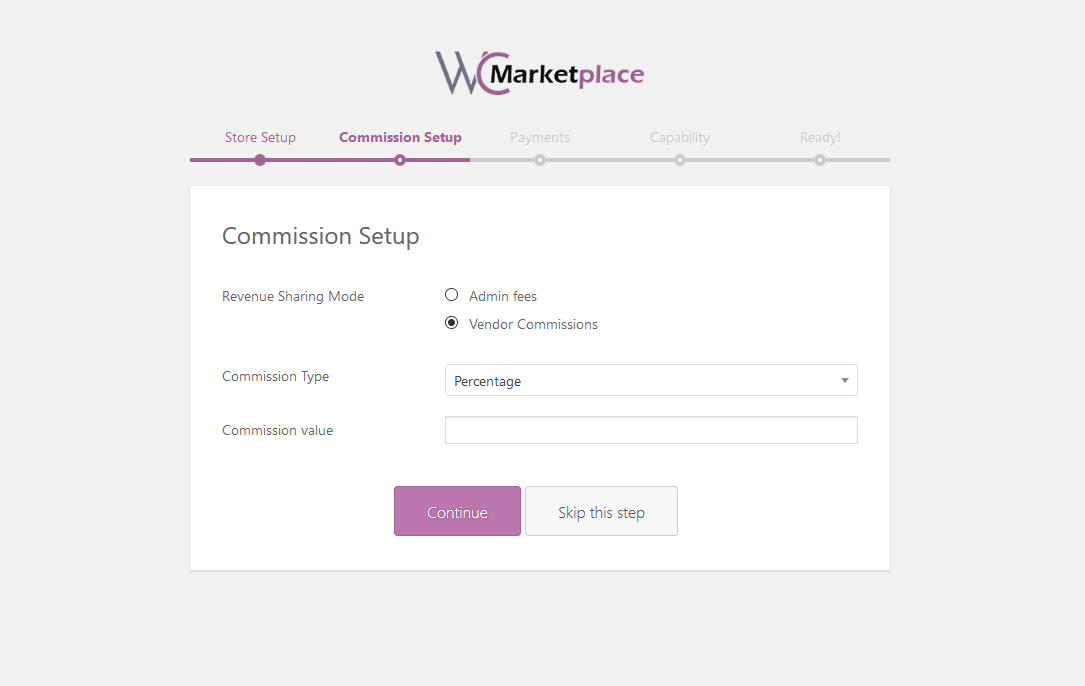 WC Marketplace
Store Setup Commission Setup Payments Capability Ready!
Commission Setup
Revenue Sharing Mode Admin fees
Vendor Commissions
Commission Type Percentage
Commission value
Continue Skip this step